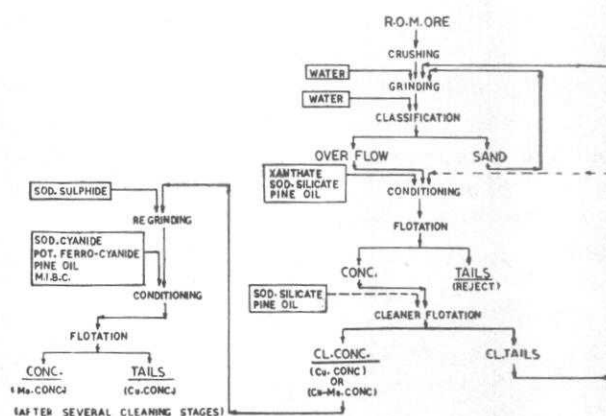 R.O.M. ORE
CRUSHING
WATER
GRINDING
WATER
CLASSIFICATION
OVER FLOW
SAND
XANTHATE
SOD-SILICATE
PINE OIL
CONDITIONING
FLOTATION
CONC.
TAILS
(REJECT)
SOD-SILICATE
PINE OIL
CLEANER FLOTATION
CL.CONC.
(Cu-CONC)
OR
(Cu-Mo-CONC)
CL.TAILS
SOD.SULPHIDE
RE GRINDING
SOD.CYANIDE
POT. FERRO-CYANIDE
PINE OIL
M.I.B.C.
CONDITIONING
FLOTATION
CONC.
(Mo-CONC)
TAILS
(Cu-CONC)
(AFTER SEVERAL CLEANING STAGES)